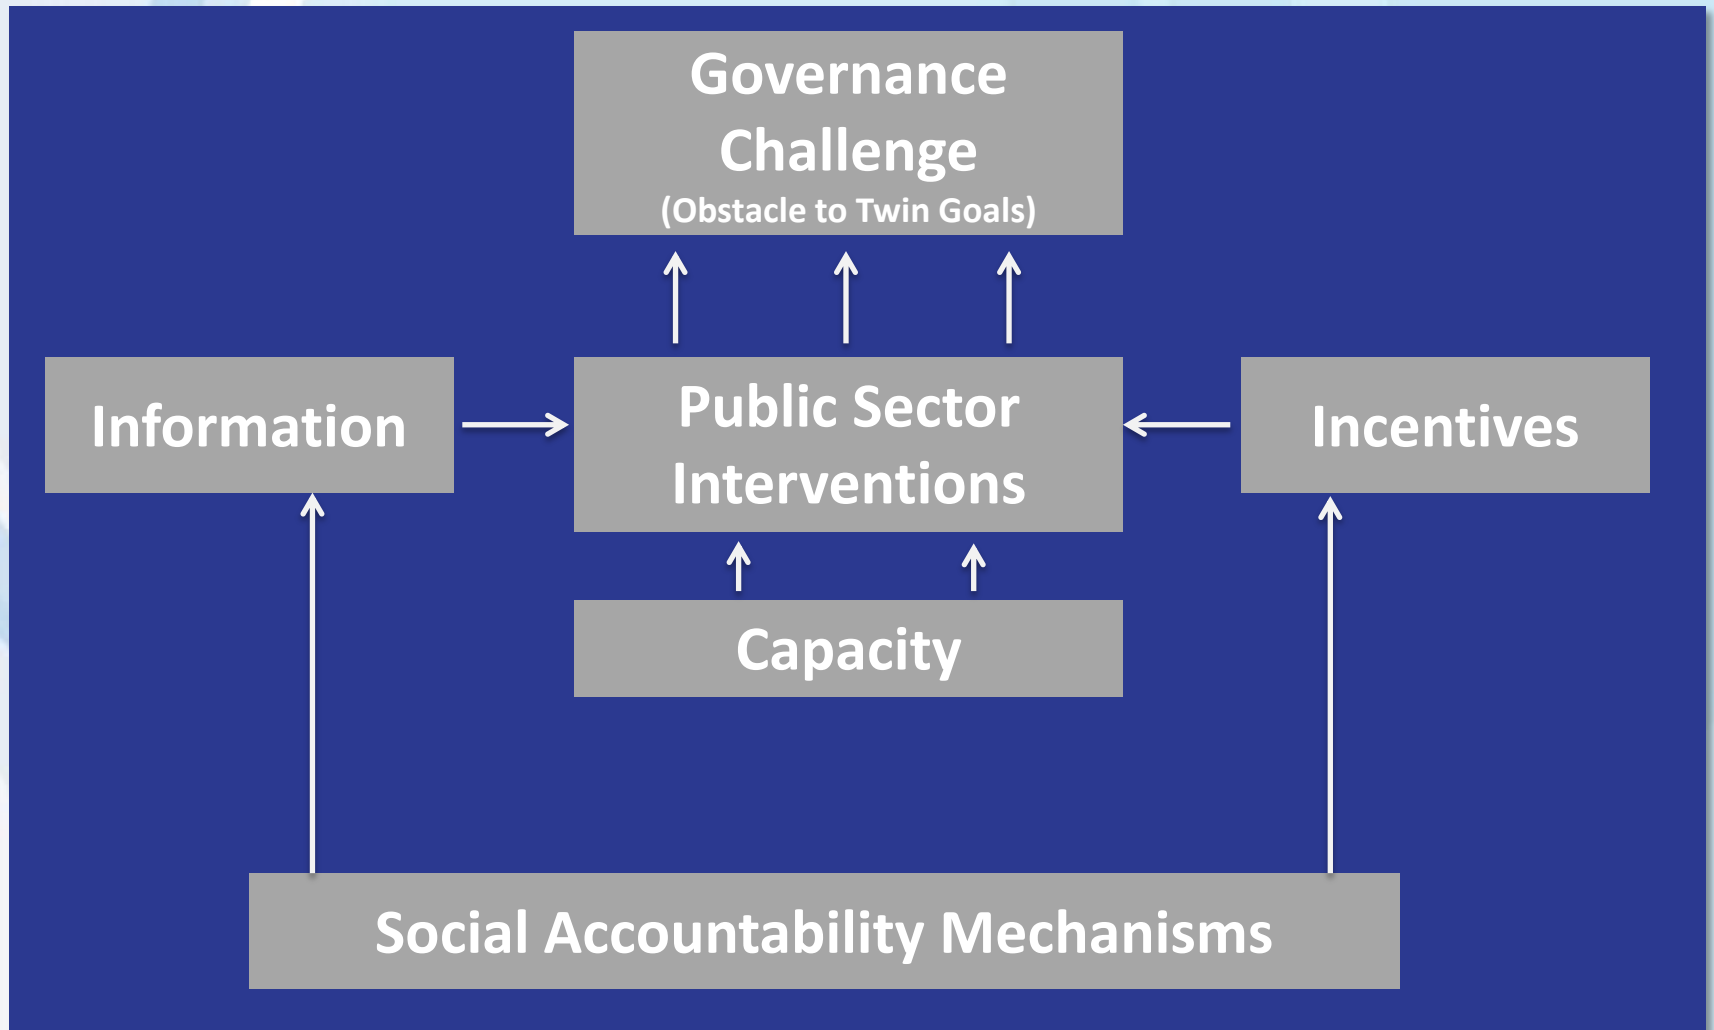 Governance
Challenge
(Obstacle to Twin Goals)
Information
Public Sector
Interventions
Incentives
Capacity
Social Accountability Mechanisms